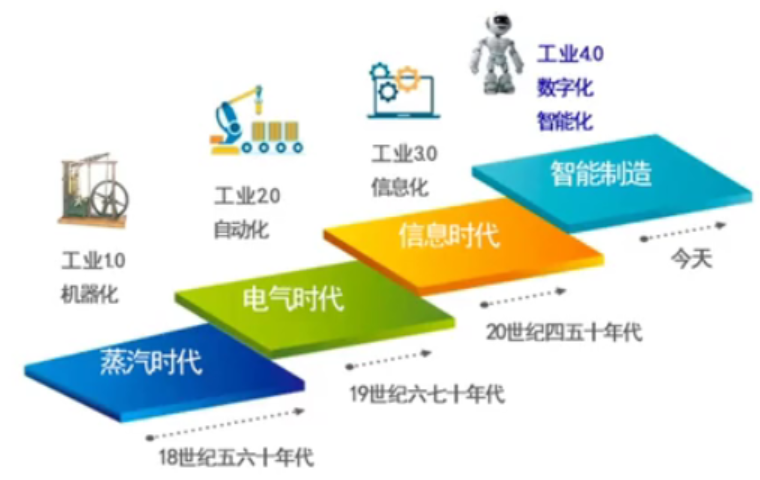 工业4.0
数字化
智能化
工业3.0
信息化
智能制造
工业2.0
自动化
信息时代
今天
工业1.0
机器化
电气时代
20世纪四五十年代
蒸汽时代
19世纪六七十年代
18世纪五六十年代